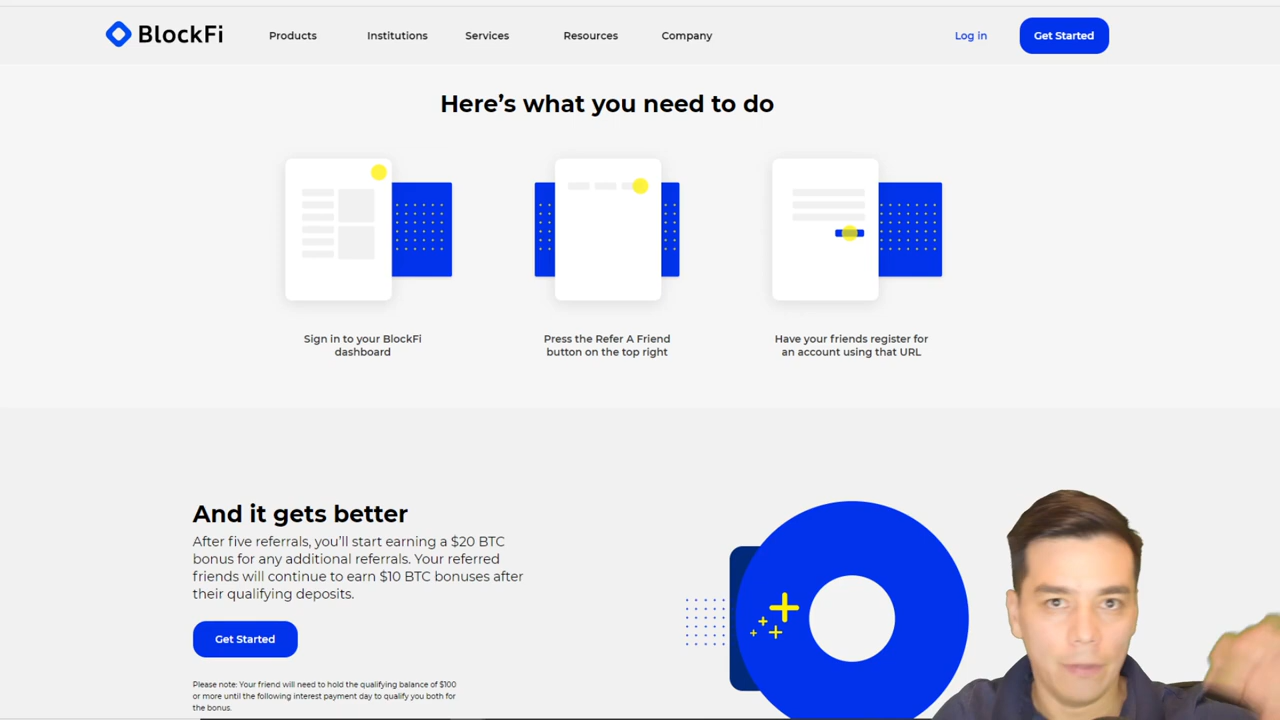 BlockFi
Products
Institutions
Services
Resources
Company
Log in
Get Started
Here's what you need to do
Sign in to your BlockFi
dashboard
Press the Refer A Friend
button on the top right
Have your friends register for
an account using that URL
And it gets better
After five referrals, you'll start earning a $20 BTC
bonus for any additional referrals. Your referred
friends will continue to earn $10 BTC bonuses after
their qualifying deposits.
Get Started
Please note: Your friend will need to hold the qualifying balance of $100
or more until the following interest payment day to qualify you both for
the bonus.